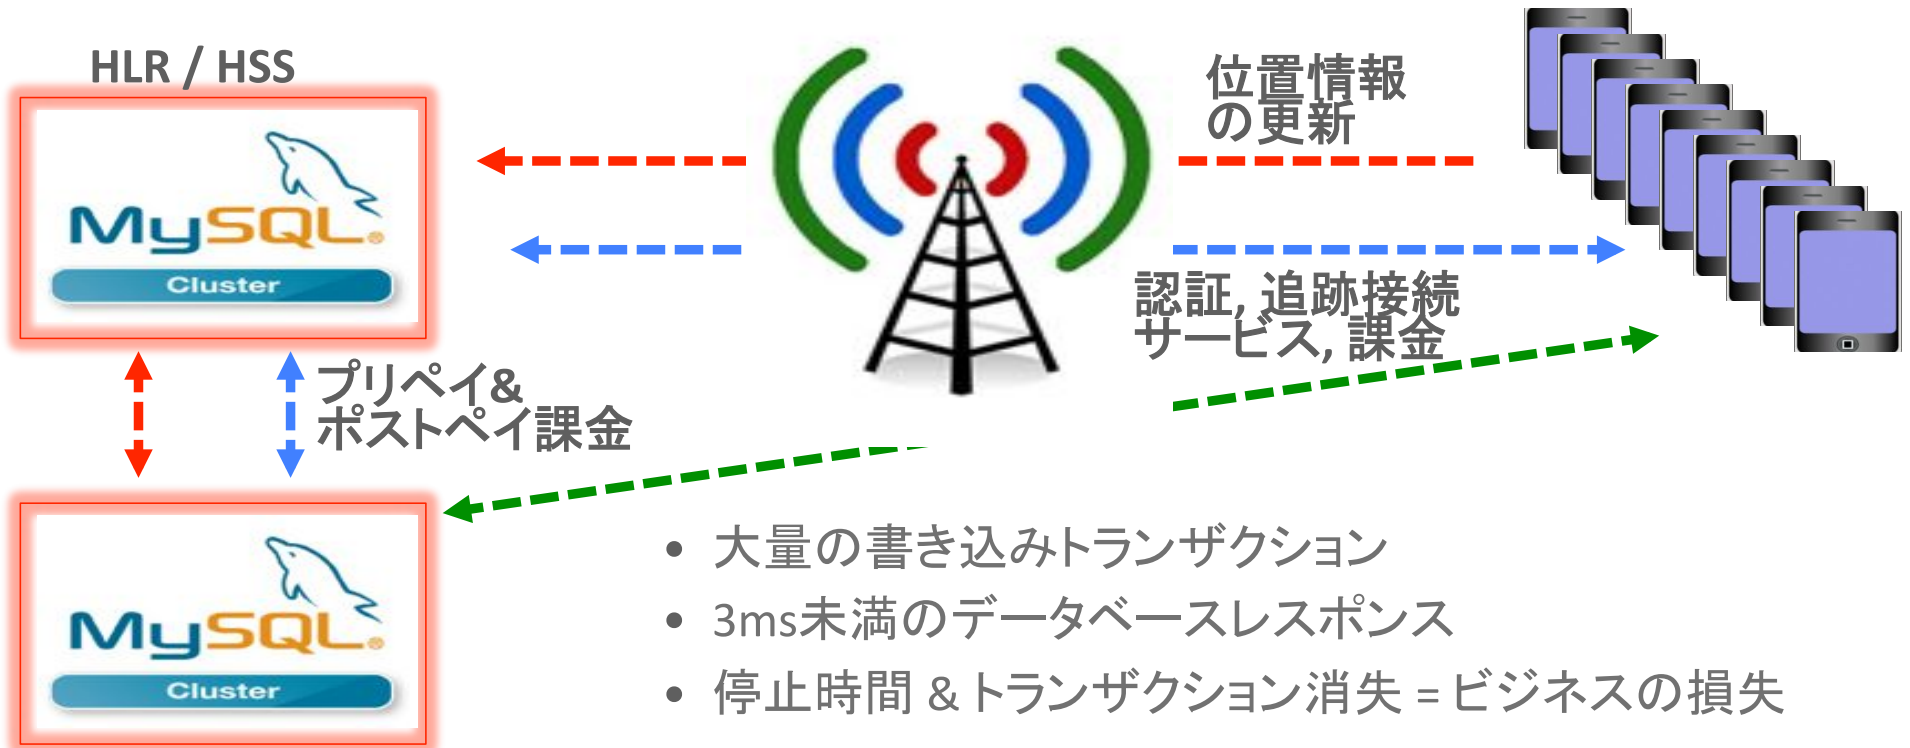 HLR / HSS
MySQL®
Cluster
位置情報
の更新
認証, 追跡接続
サービス, 課金
プリペイ&
ポストペイ課金
MySQL®
Cluster
• 大量の書き込みトランザクション
• 3ms未満のデータベースレスポンス
• 停止時間 & トランザクション消失 = ビジネスの損失